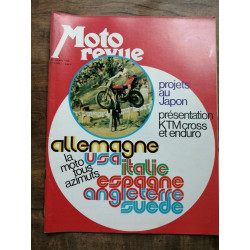 Moto
revue
projets
au
Japon
présentation
KTM cross
et enduro
allemagne
la
moto
tous
azimuts
usa
italie
espagne
angleterre
suède